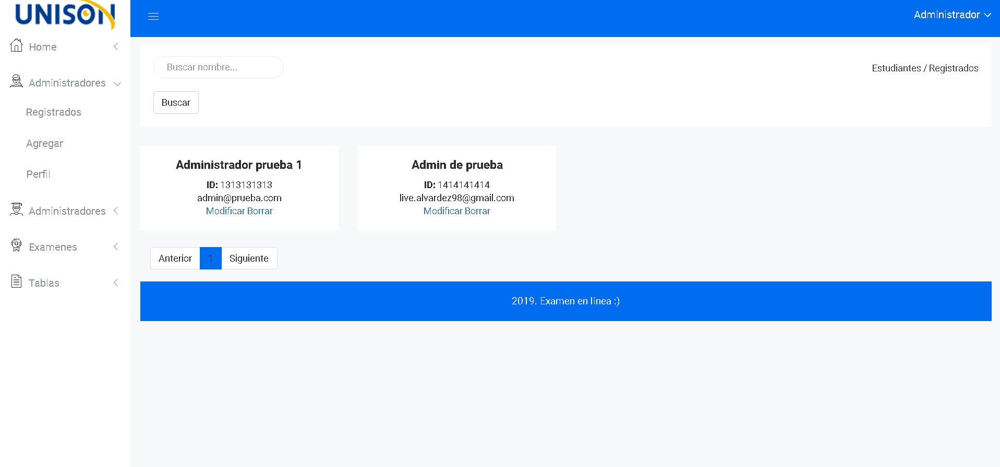 UNISON
Administrador
Home
Administradores
Registrados
Agregar
Perfil
Administradores
Examenes
Tablas
Buscar nombre...
Estudiantes / Registrados
Buscar
Administrador prueba 1
ID: 1313131313
admin@prueba.com
Modificar Borrar
Admin de prueba
ID: 1414141414
live.alvardez98@gmail.com
Modificar Borrar
Anterior 1 Siguiente
2019. Examen en linea :)